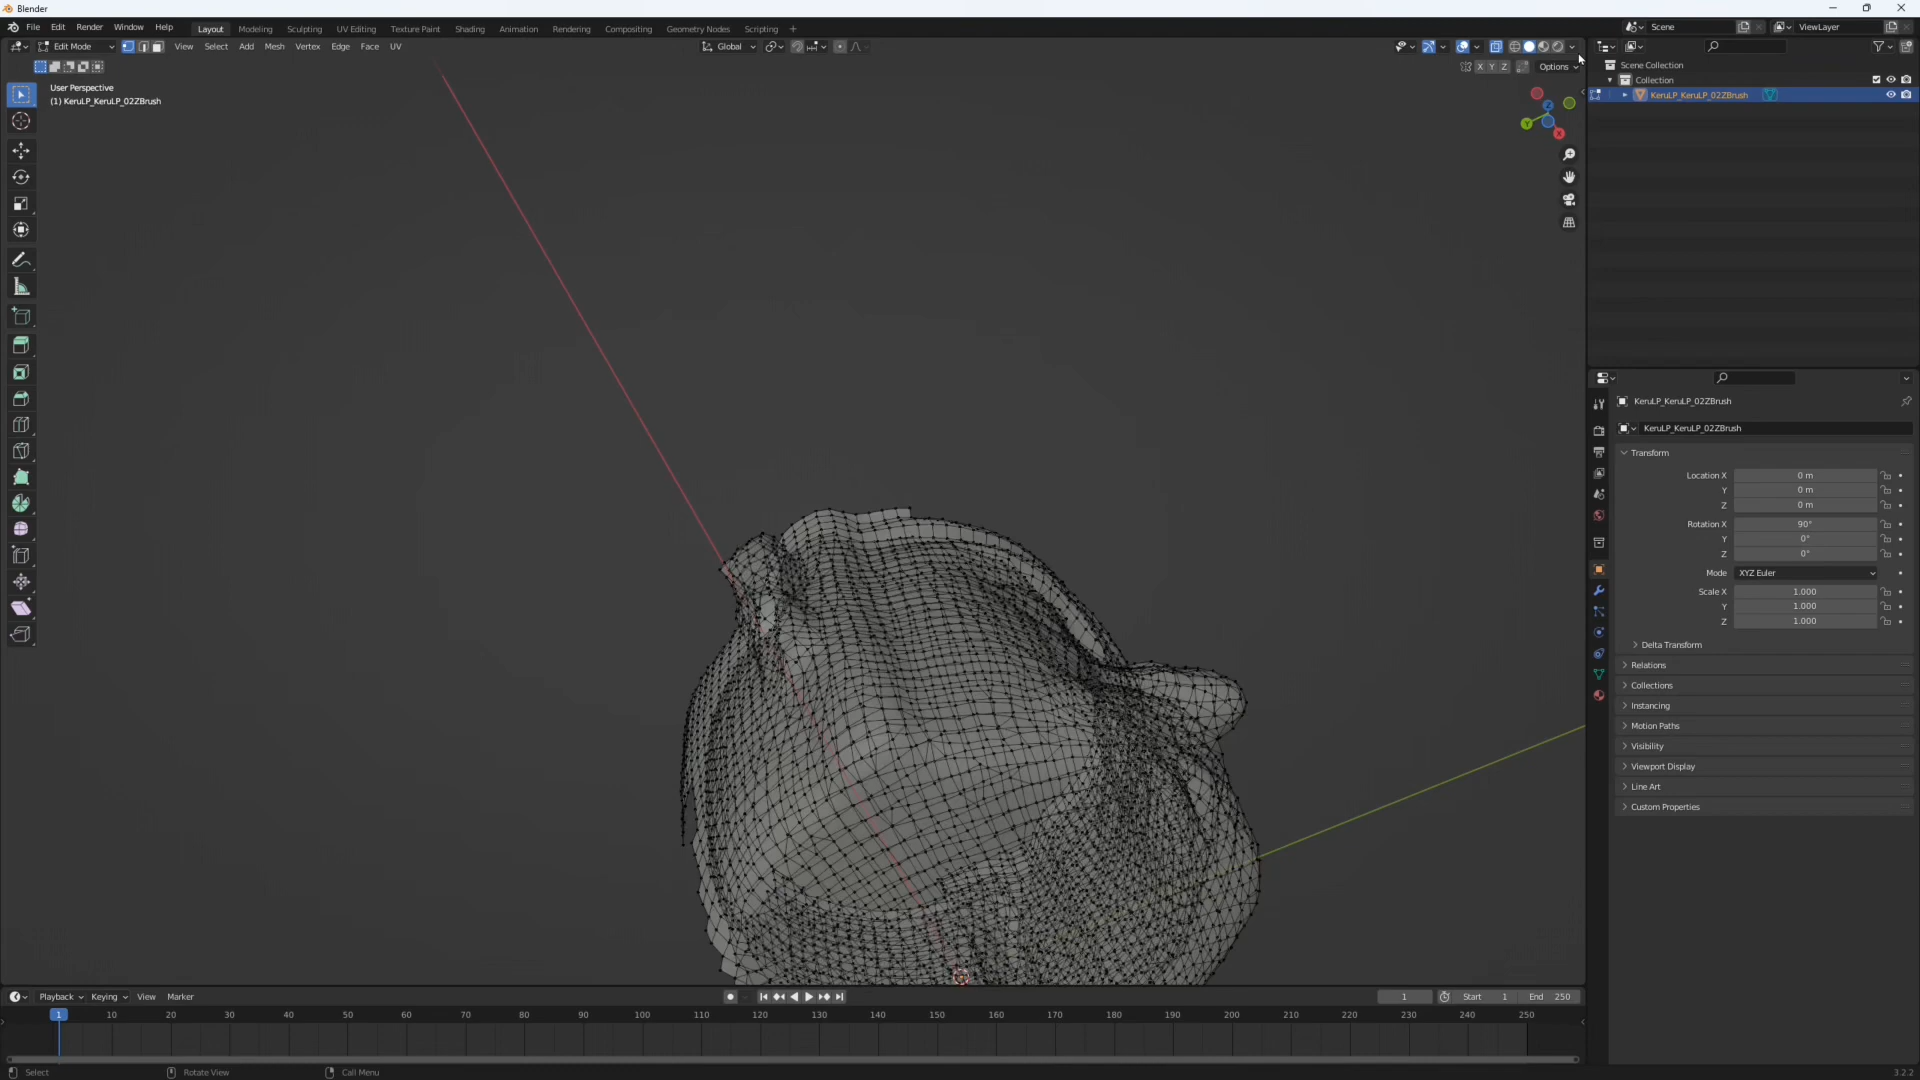 Blender
File Edit Render Window Help Layout Modeling Sculpting UV Editing Texture Paint Shading Animation Rendering Compositing Geometry Nodes Scripting + Scene ViewLayer
Edit Mode View Select Add Mesh Vertex Edge Face UV Global
X Y Z Options
Scene Collection
Collection
KeruLP_KeruLP_02ZBrush
User Perspective
(1) KeruLP_KeruLP_02ZBrush
Z
Y
X
KeruLP_KeruLP_02ZBrush
KeruLP_KeruLP_02ZBrush
Transform
Location X 0 m
Y 0 m
Z 0 m
Rotation X 90°
Y 0°
Z 0°
Mode XYZ Euler
Scale X 1.000
Y 1.000
Z 1.000
Delta Transform
Relations
Collections
Instancing
Motion Paths
Visibility
Viewport Display
Line Art
Custom Properties
Playback Keying View Marker 1 Start 1 End 250
1 10 20 30 40 50 60 70 80 90 100 110 120 130 140 150 160 170 180 190 200 210 220 230 240 250
Select Rotate View Call Menu 3.2.2